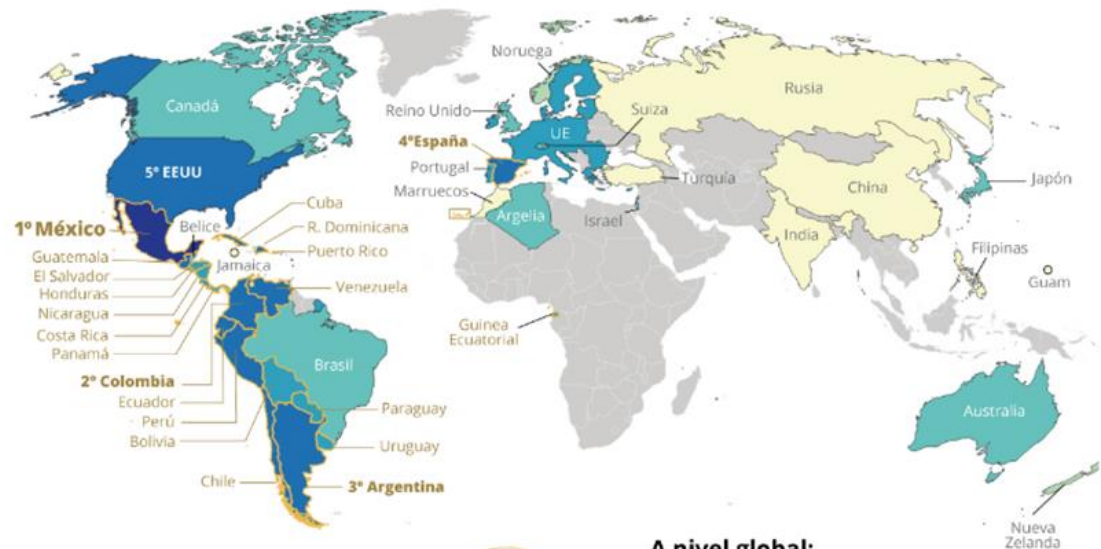 Noruega
Rusia
Canadá
Reino Unido
Suiza
UE
4ºEspaña
5º EEUU
Portugal
Turquía
Japón
Marruecos
China
Cuba
Argelia
Israel
1º México
Belice
R. Dominicana
India
Filipinas
Guatemala
Puerto Rico
Jamaica
El Salvador
Guam
Honduras
Venezuela
Nicaragua
Guinea
Ecuatorial
Costa Rica
Panamá
Brasil
2º Colombia
Ecuador
Paraguay
Australia
Perú
Bolivia
Uruguay
Chile
3º Argentina
Nueva
Zelanda
A nivel global: